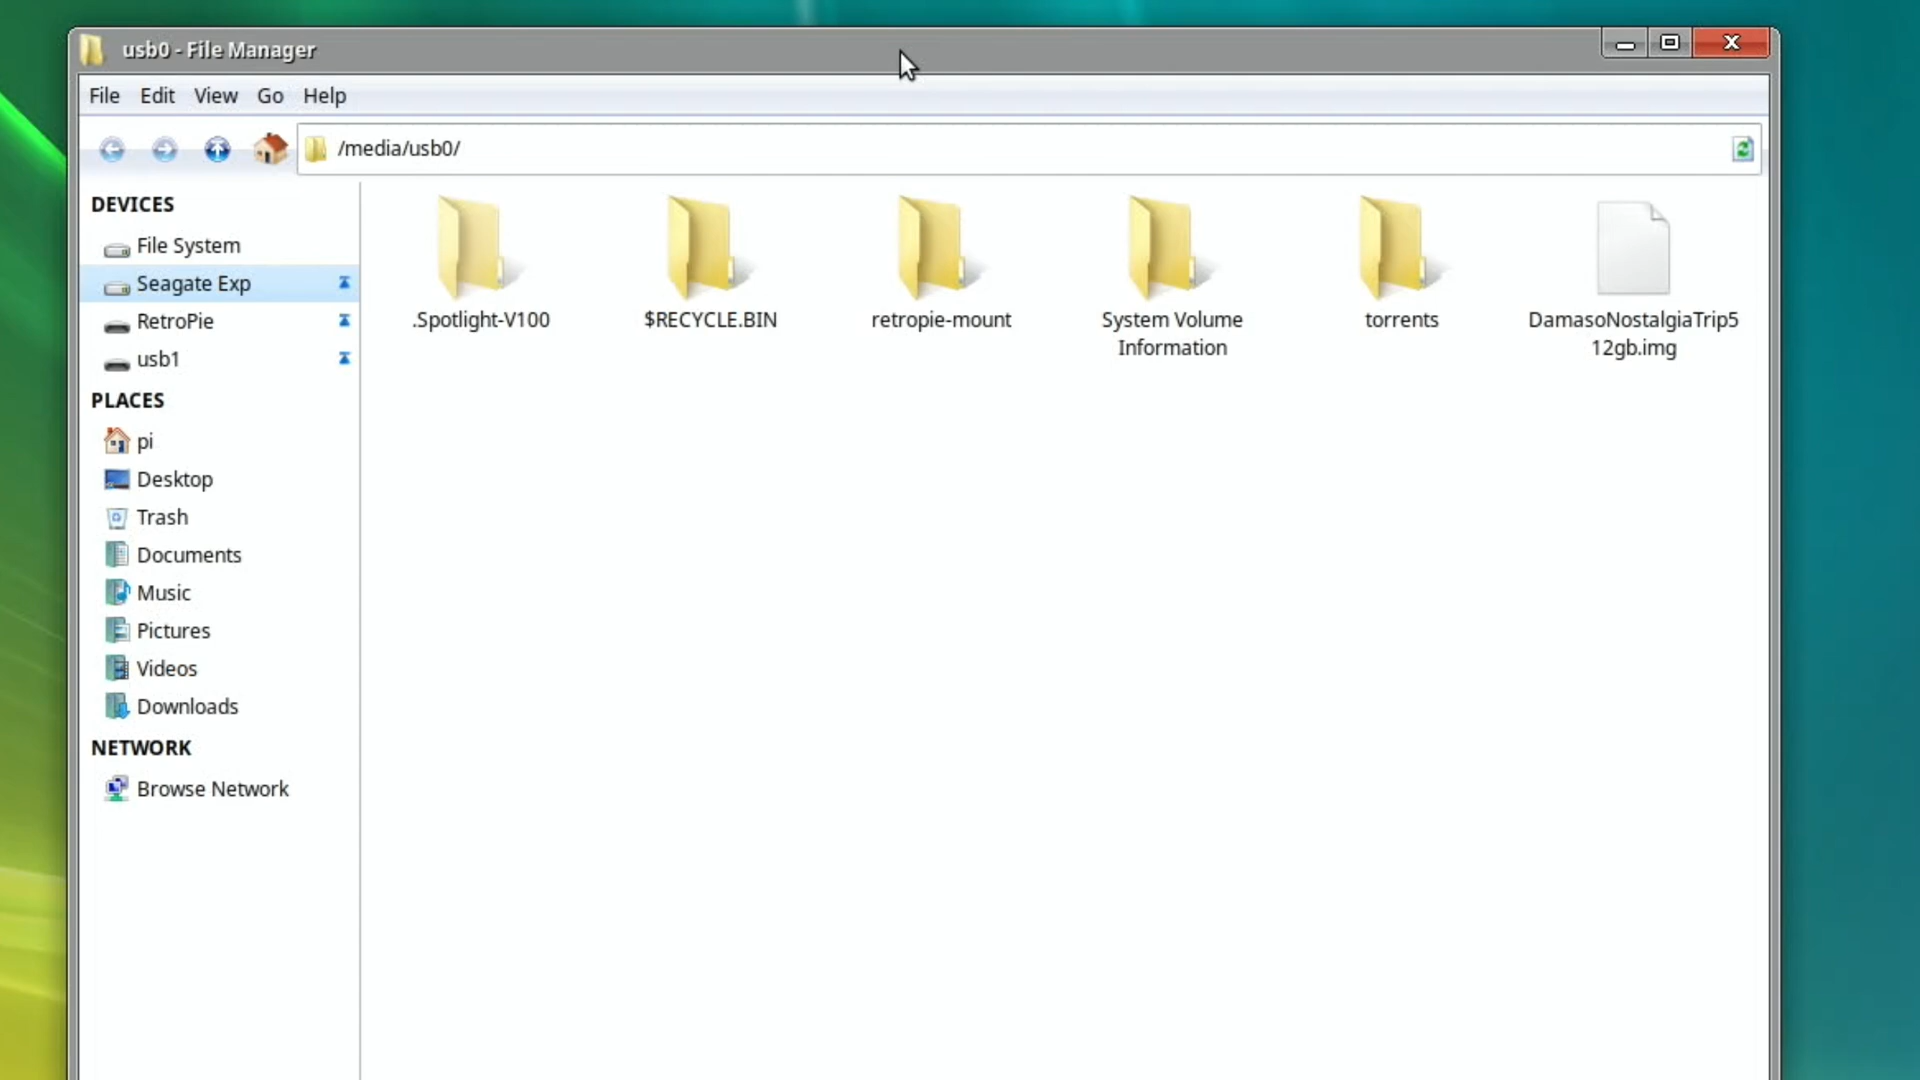 usb0 - File Manager
File Edit View Go Help
/media/usb0/
DEVICES
File System
Seagate Exp
RetroPie
usb1
PLACES
pi
Desktop
Trash
Documents
Music
Pictures
Videos
Downloads
NETWORK
Browse Network
.Spotlight-V100
$RECYCLE.BIN
retropie-mount
System Volume
Information
torrents
DamasoNostalgiaTrip5
12gb.img